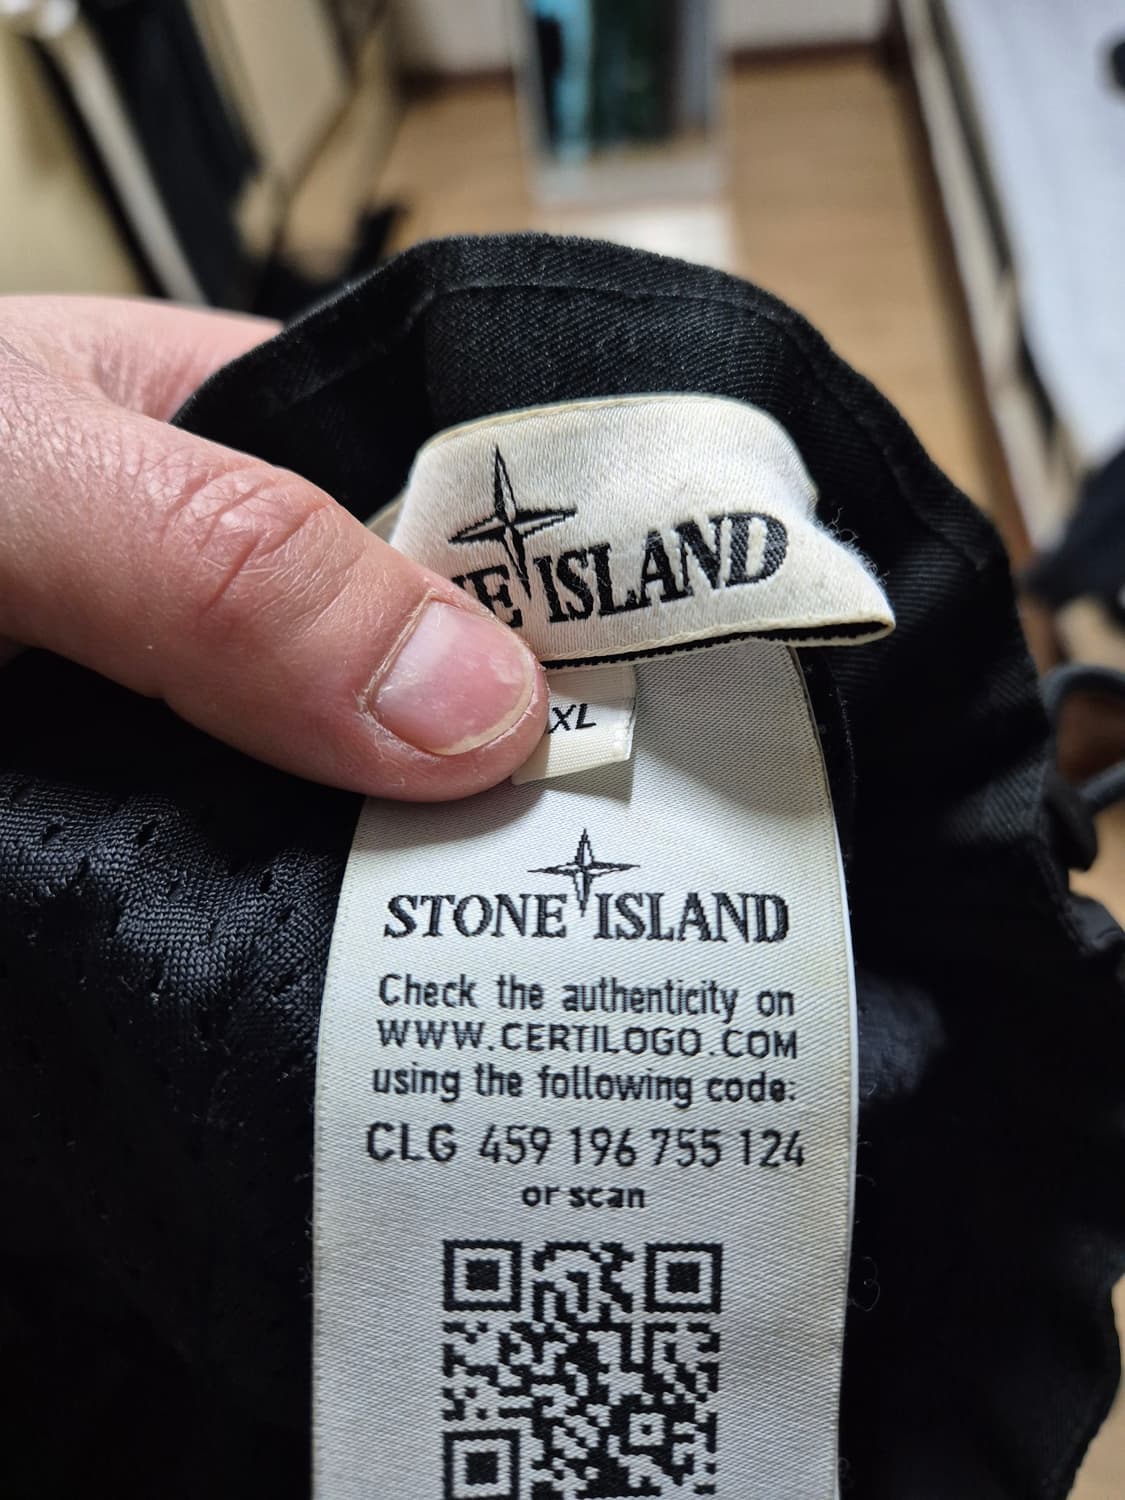 ISLAND
XL
STONE ISLAND
Check the authenticity on
WWW.CERTILOGO.COM
using the following code:
CLG 459 196 755 124
or scan